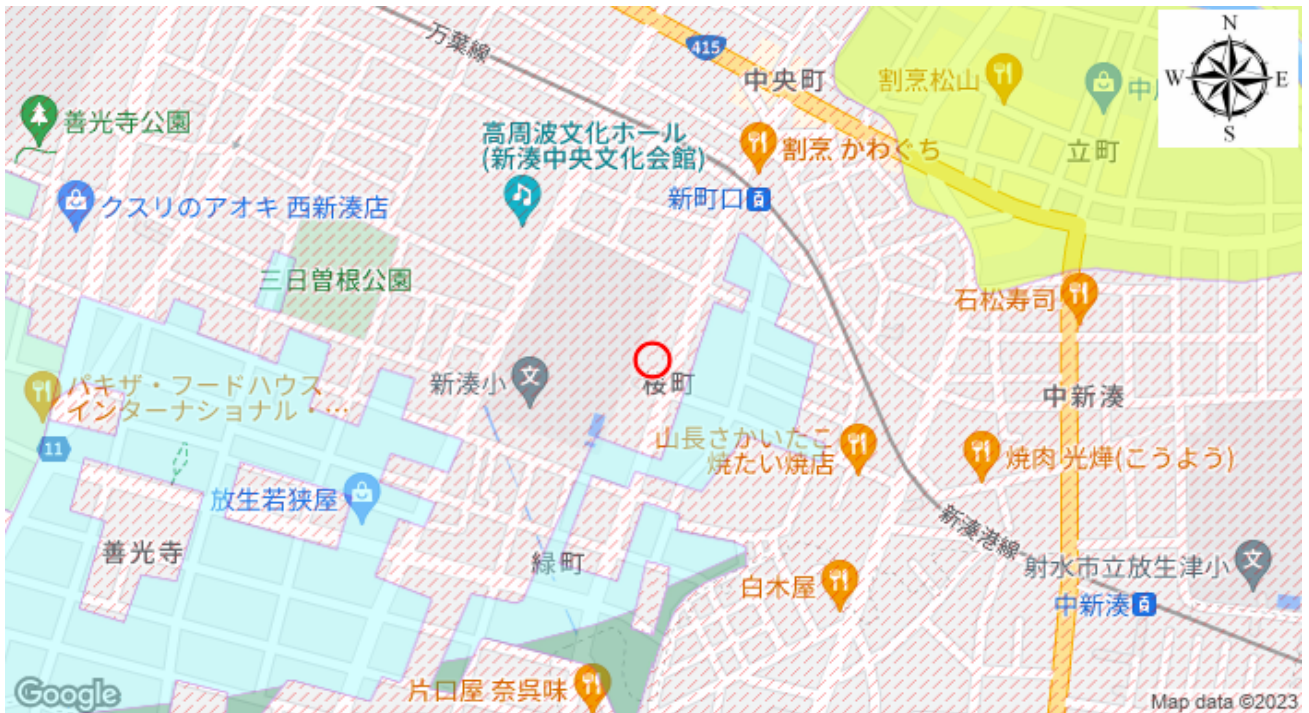 N
W
E
S
万葉線
415
中央町
割烹松山
立町
善光寺公園
高周波文化ホール
(新湊中央文化会館)
割烹 かわぐち
新町口
クスリのアオキ 西新湊店
三日曽根公園
石松寿司
新湊小
文
桜町
中新湊
パキザ・フードハウス
インターナショナル・…
11
山長さかいたこ
焼たい焼店
焼肉 光燁(こうよう)
放生若狭屋
新湊港線
善光寺
緑町
射水市立放生津小
文
白木屋
中新湊
片口屋 奈呉味
Google
Map data ©2023